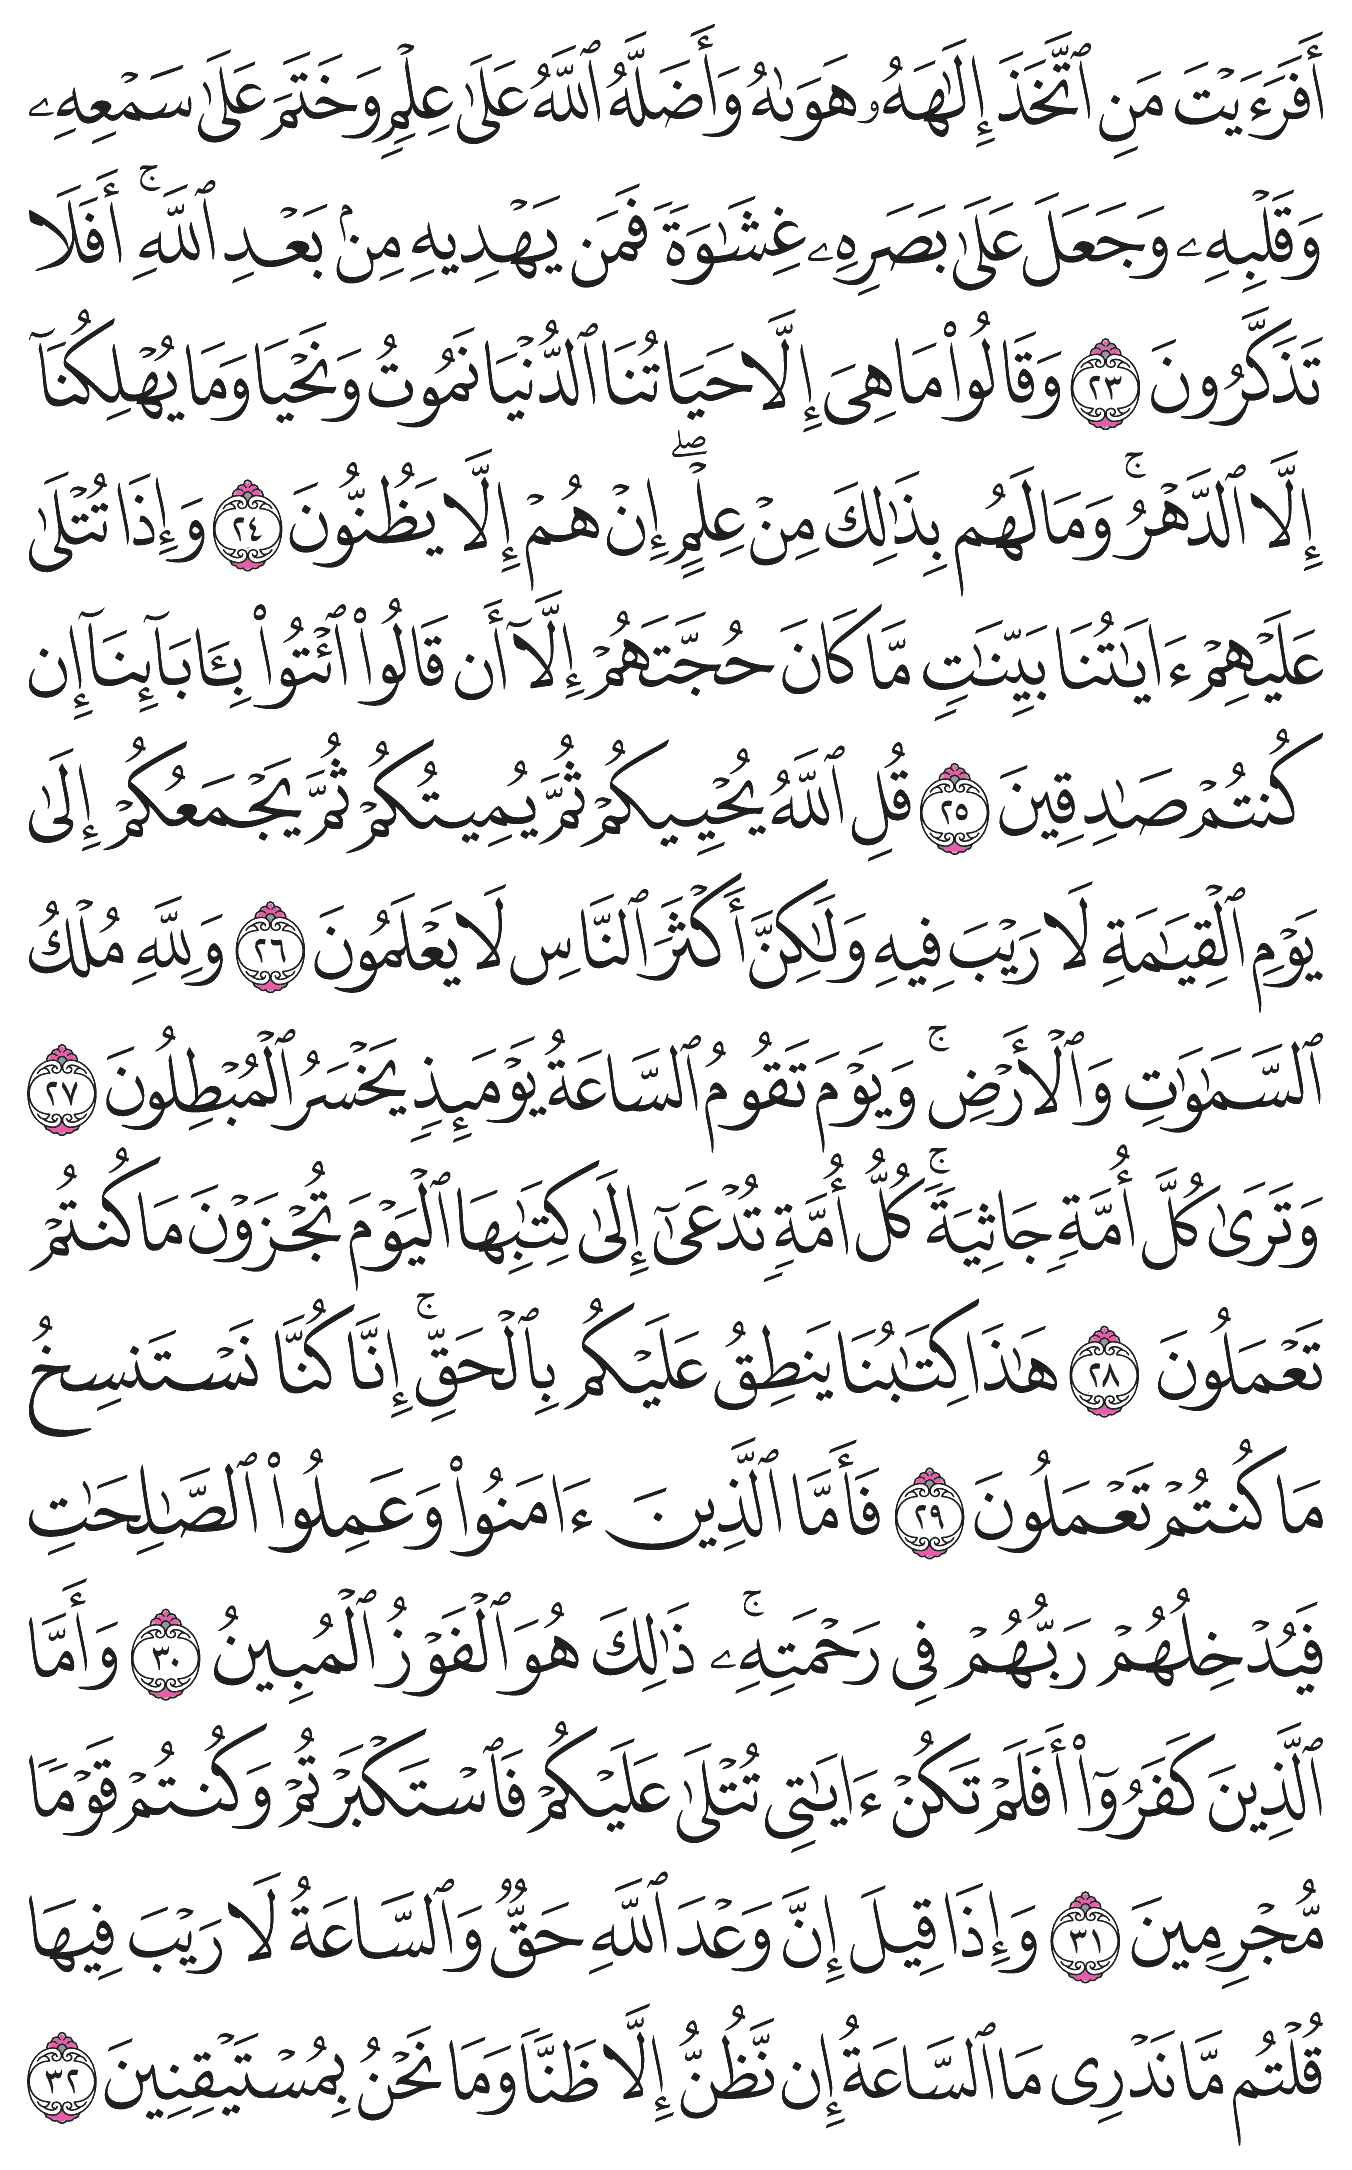 أَفَرَءَيۡتَ مَنِ ٱتَّخَذَ إِلَٰهَهُۥ هَوَىٰهُ وَأَضَلَّهُ ٱللَّهُ عَلَىٰ عِلۡمٖ وَخَتَمَ عَلَىٰ سَمۡعِهِۦ
وَقَلۡبِهِۦ وَجَعَلَ عَلَىٰ بَصَرِهِۦ غِشَٰوَةٗ فَمَن يَهۡدِيهِ مِنۢ بَعۡدِ ٱللَّهِۚ أَفَلَا
تَذَكَّرُونَ ٢٣ وَقَالُواْ مَا هِيَ إِلَّا حَيَاتُنَا ٱلدُّنۡيَا نَمُوتُ وَنَحۡيَا وَمَا يُهۡلِكُنَآ
إِلَّا ٱلدَّهۡرُۚ وَمَا لَهُم بِذَٰلِكَ مِنۡ عِلۡمٍۖ إِنۡ هُمۡ إِلَّا يَظُنُّونَ ٢٤ وَإِذَا تُتۡلَىٰ
عَلَيۡهِمۡ ءَايَٰتُنَا بَيِّنَٰتٖ مَّا كَانَ حُجَّتَهُمۡ إِلَّآ أَن قَالُواْ ٱئۡتُواْ بِـَٔابَآئِنَآ إِن
كُنتُمۡ صَٰدِقِينَ ٢٥ قُلِ ٱللَّهُ يُحۡيِيكُمۡ ثُمَّ يُمِيتُكُمۡ ثُمَّ يَجۡمَعُكُمۡ إِلَىٰ
يَوۡمِ ٱلۡقِيَٰمَةِ لَا رَيۡبَ فِيهِ وَلَٰكِنَّ أَكۡثَرَ ٱلنَّاسِ لَا يَعۡلَمُونَ ٢٦ وَلِلَّهِ مُلۡكُ
ٱلسَّمَٰوَٰتِ وَٱلۡأَرۡضِۚ وَيَوۡمَ تَقُومُ ٱلسَّاعَةُ يَوۡمَئِذٖ يَخۡسَرُ ٱلۡمُبۡطِلُونَ ٢٧
وَتَرَىٰ كُلَّ أُمَّةٖ جَاثِيَةٗۚ كُلُّ أُمَّةٖ تُدۡعَىٰٓ إِلَىٰ كِتَٰبِهَا ٱلۡيَوۡمَ تُجۡزَوۡنَ مَا كُنتُمۡ
تَعۡمَلُونَ ٢٨ هَٰذَا كِتَٰبُنَا يَنطِقُ عَلَيۡكُم بِٱلۡحَقِّۚ إِنَّا كُنَّا نَسۡتَنسِخُ
مَا كُنتُمۡ تَعۡمَلُونَ ٢٩ فَأَمَّا ٱلَّذِينَ ءَامَنُواْ وَعَمِلُواْ ٱلصَّٰلِحَٰتِ
فَيُدۡخِلُهُمۡ رَبُّهُمۡ فِي رَحۡمَتِهِۦۚ ذَٰلِكَ هُوَ ٱلۡفَوۡزُ ٱلۡمُبِينُ ٣٠ وَأَمَّا
ٱلَّذِينَ كَفَرُوٓاْ أَفَلَمۡ تَكُنۡ ءَايَٰتِي تُتۡلَىٰ عَلَيۡكُمۡ فَٱسۡتَكۡبَرۡتُمۡ وَكُنتُمۡ قَوۡمٗا
مُّجۡرِمِينَ ٣١ وَإِذَا قِيلَ إِنَّ وَعۡدَ ٱللَّهِ حَقّٞ وَٱلسَّاعَةُ لَا رَيۡبَ فِيهَا
قُلۡتُم مَّا نَدۡرِي مَا ٱلسَّاعَةُ إِن نَّظُنُّ إِلَّا ظَنّٗا وَمَا نَحۡنُ بِمُسۡتَيۡقِنِينَ ٣٢